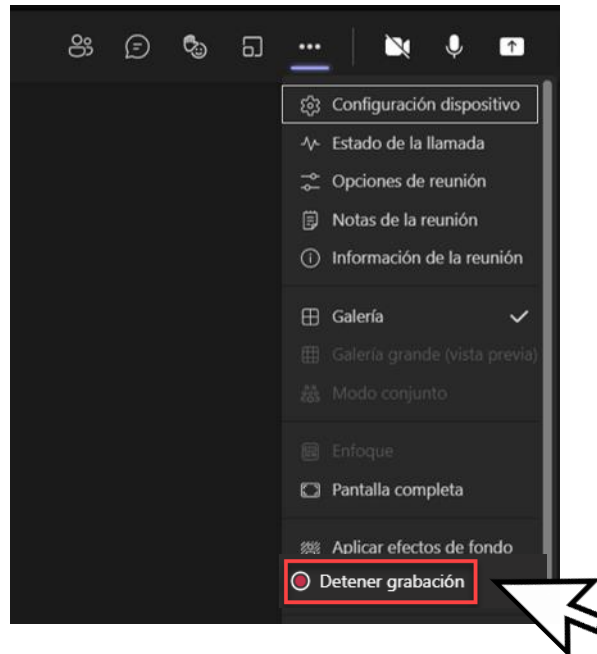 Configuración dispositivo
Estado de la llamada
Opciones de reunión
Notas de la reunión
Información de la reunión
Galería
Galería grande (vista previa)
Modo conjunto
Enfoque
Pantalla completa
Aplicar efectos de fondo
Detener grabación